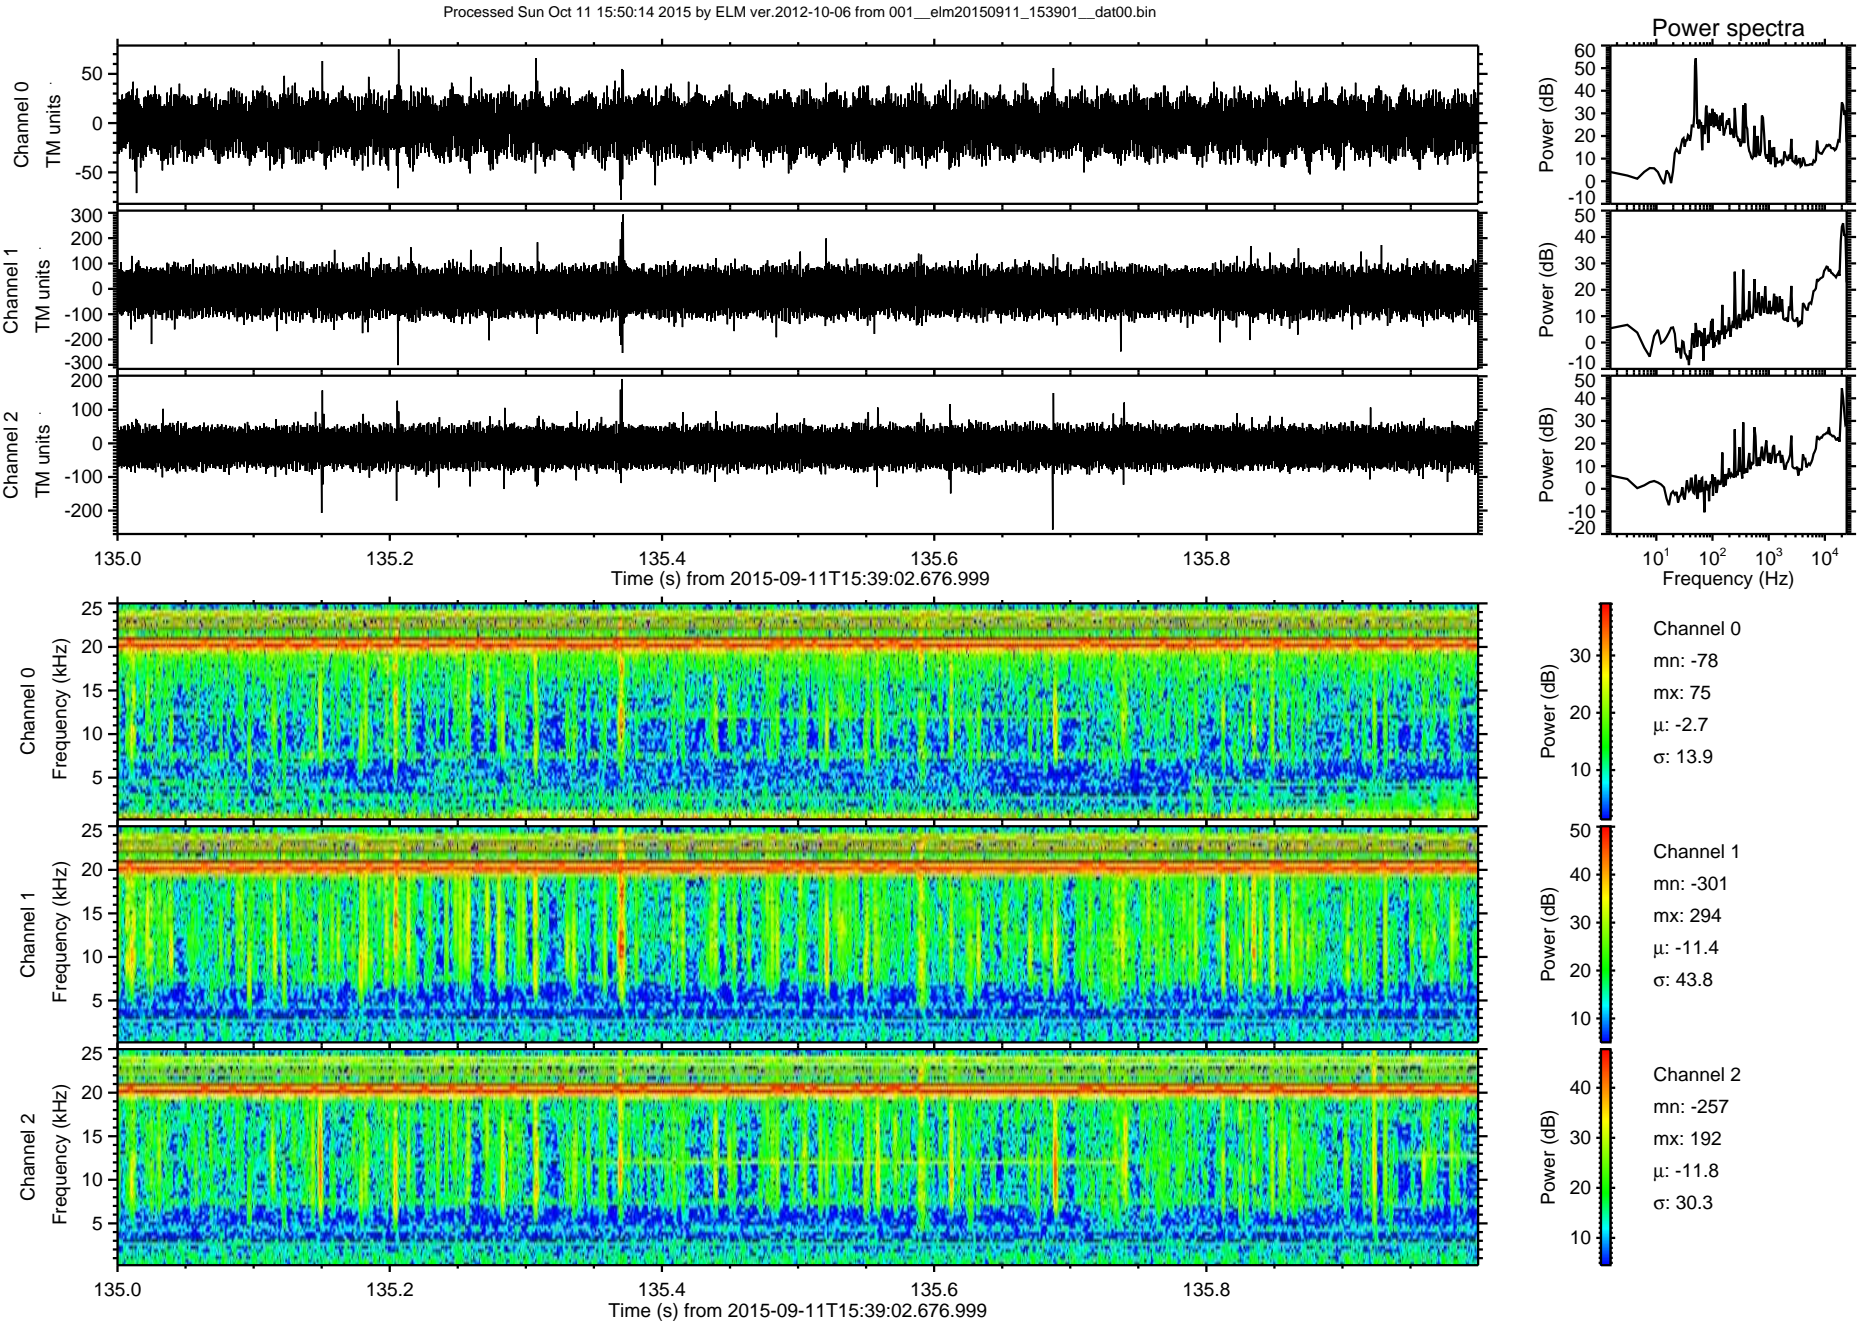 Processed Sun Oct 11 15:50:14 2015 by ELM ver.2012-10-06 from 001__elm20150911_153901__dat00.bin
Power spectra
Channel 0
TM units
50
0
-50
Power (dB)
60
50
40
30
20
10
0
-10
Channel 1
TM units
300
200
100
0
-100
-200
-300
Power (dB)
50
40
30
20
10
0
-10
Channel 2
TM units
200
100
0
-100
-200
Power (dB)
50
40
30
20
10
0
-10
-20
135.0 135.2 135.4 135.6 135.8
Time (s) from 2015-09-11T15:39:02.676.999
10¹ 10² 10³ 10⁴
Frequency (Hz)
Channel 0
Frequency (kHz)
25
20
15
10
5
Power (dB)
30
20
10
Channel 0
mn: -78
mx: 75
μ: -2.7
σ: 13.9
Channel 1
Frequency (kHz)
25
20
15
10
5
Power (dB)
50
40
30
20
10
Channel 1
mn: -301
mx: 294
μ: -11.4
σ: 43.8
Channel 2
Frequency (kHz)
25
20
15
10
5
Power (dB)
40
30
20
10
Channel 2
mn: -257
mx: 192
μ: -11.8
σ: 30.3
135.0 135.2 135.4 135.6 135.8
Time (s) from 2015-09-11T15:39:02.676.999